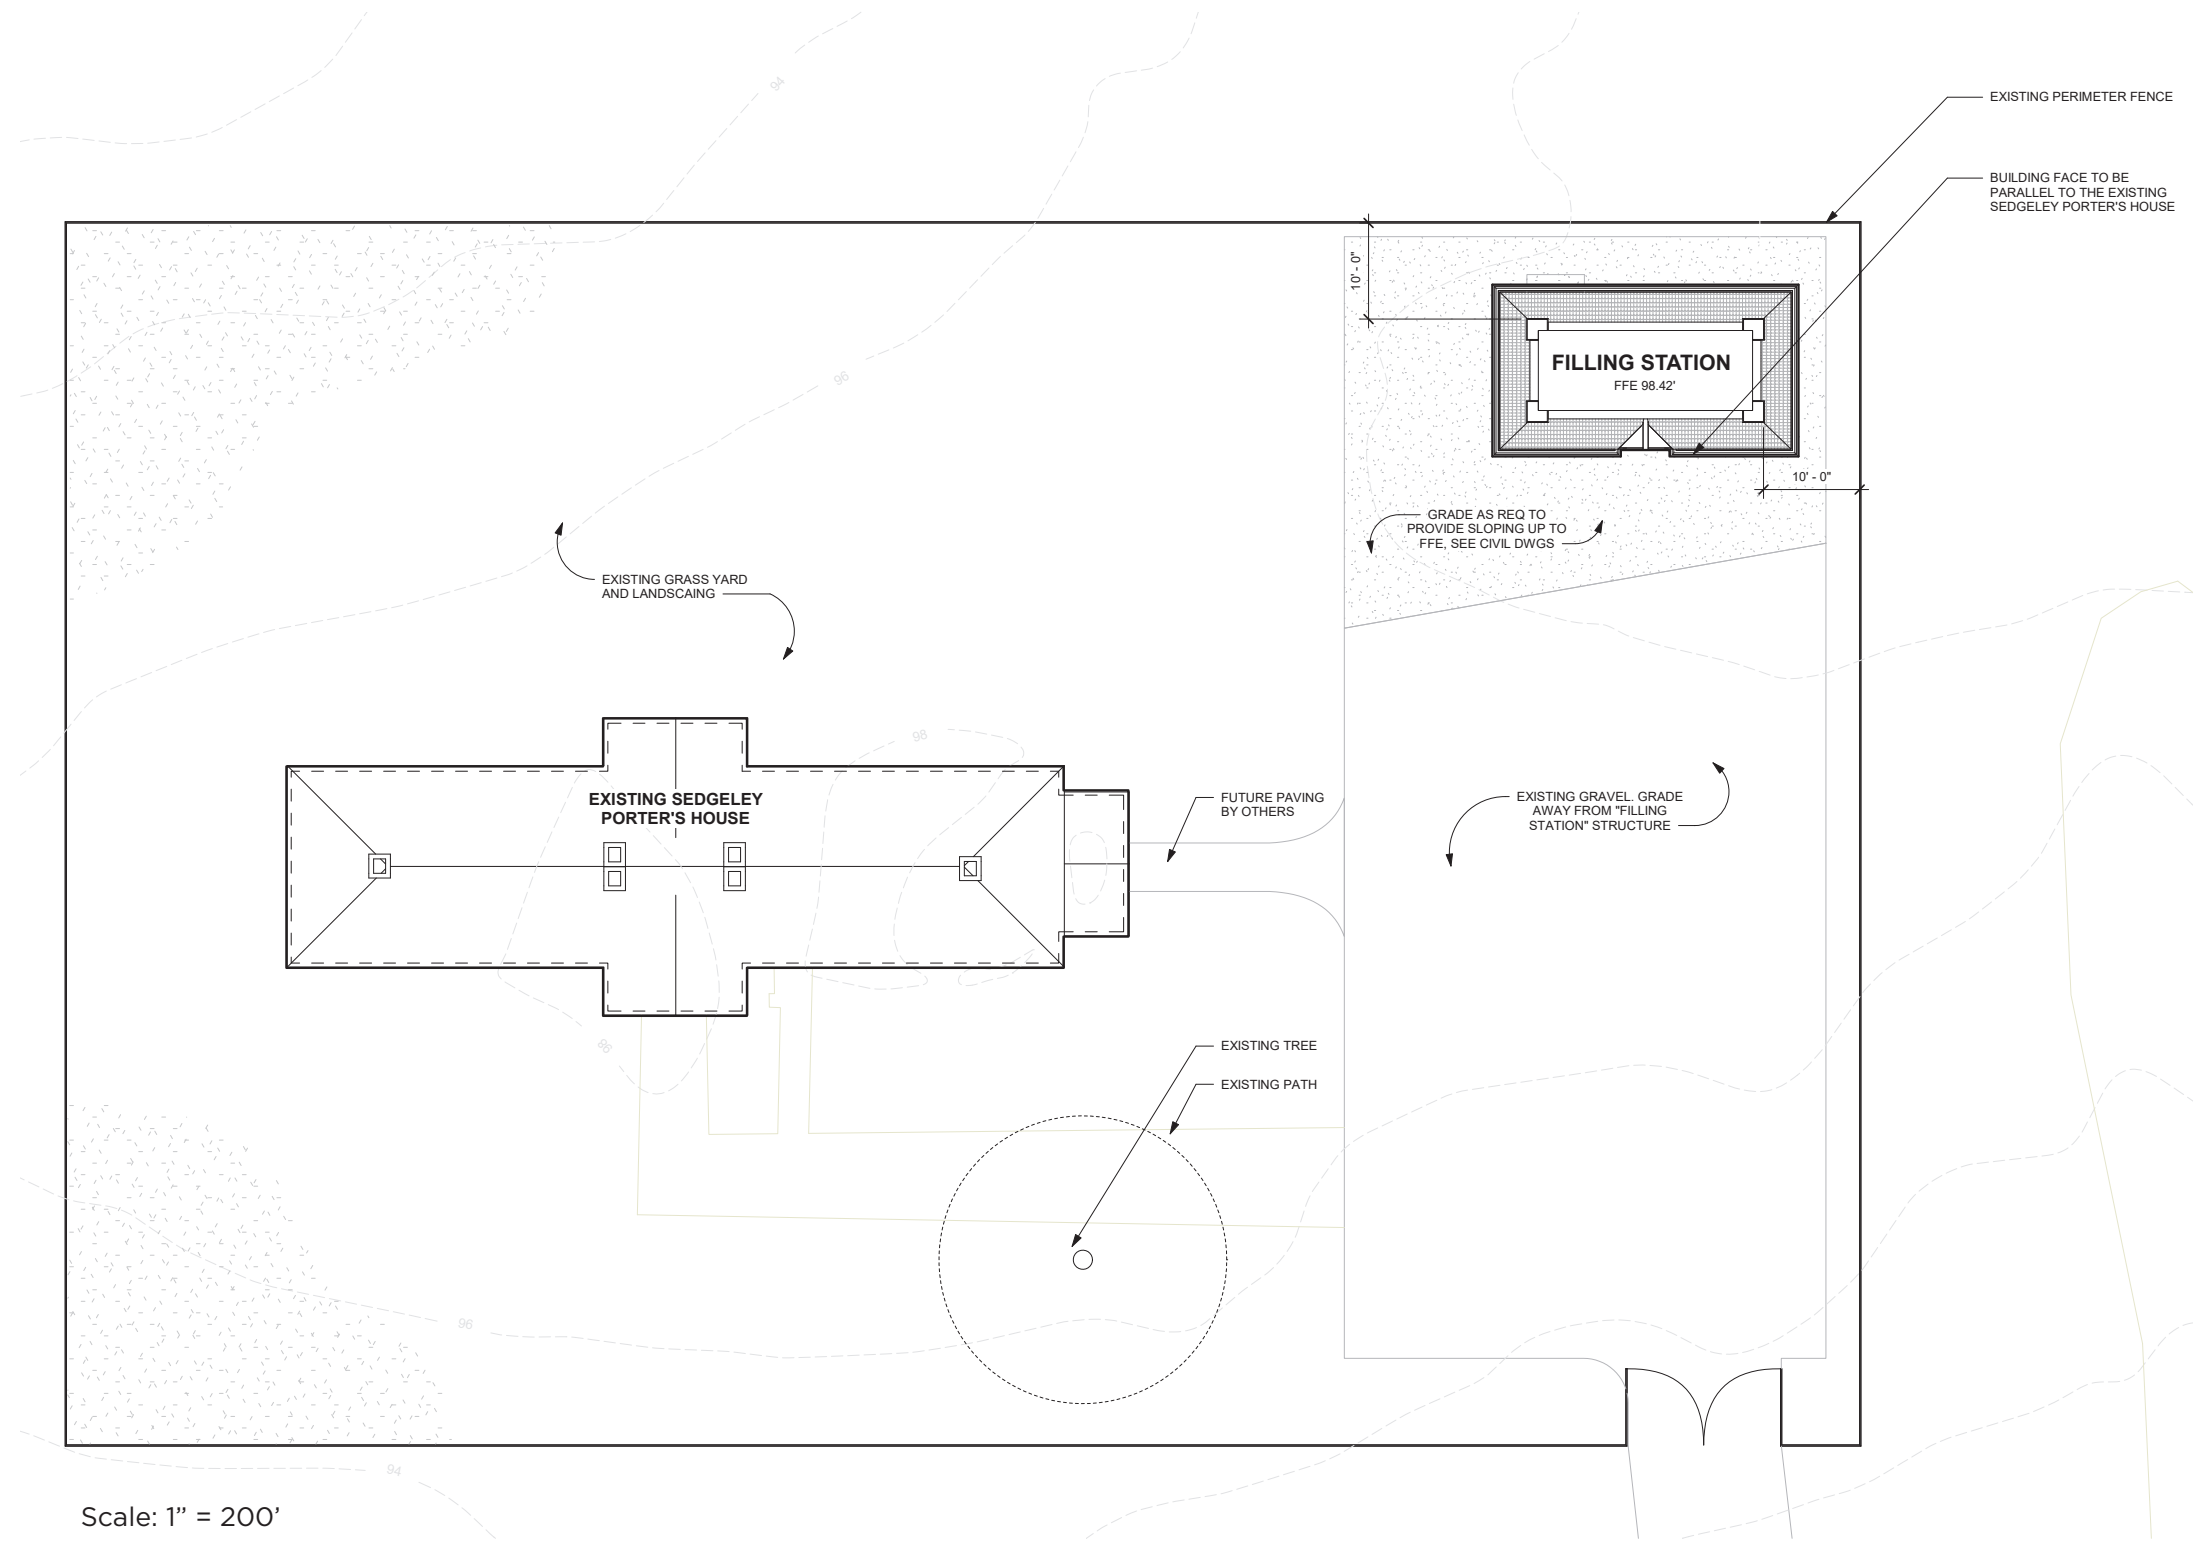 94
EXISTING PERIMETER FENCE
BUILDING FACE TO BE
PARALLEL TO THE EXISTING
SEDGELEY PORTER'S HOUSE
10' - 0"
FILLING STATION
FFE 98.42'
96
10' - 0"
GRADE AS REQ TO
PROVIDE SLOPING UP TO
FFE, SEE CIVIL DWGS
EXISTING GRASS YARD
AND LANDSCAING
98
EXISTING SEDGELEY
PORTER'S HOUSE
FUTURE PAVING
BY OTHERS
EXISTING GRAVEL. GRADE
AWAY FROM "FILLING
STATION" STRUCTURE
98
EXISTING TREE
EXISTING PATH
96
94
Scale: 1” = 200’